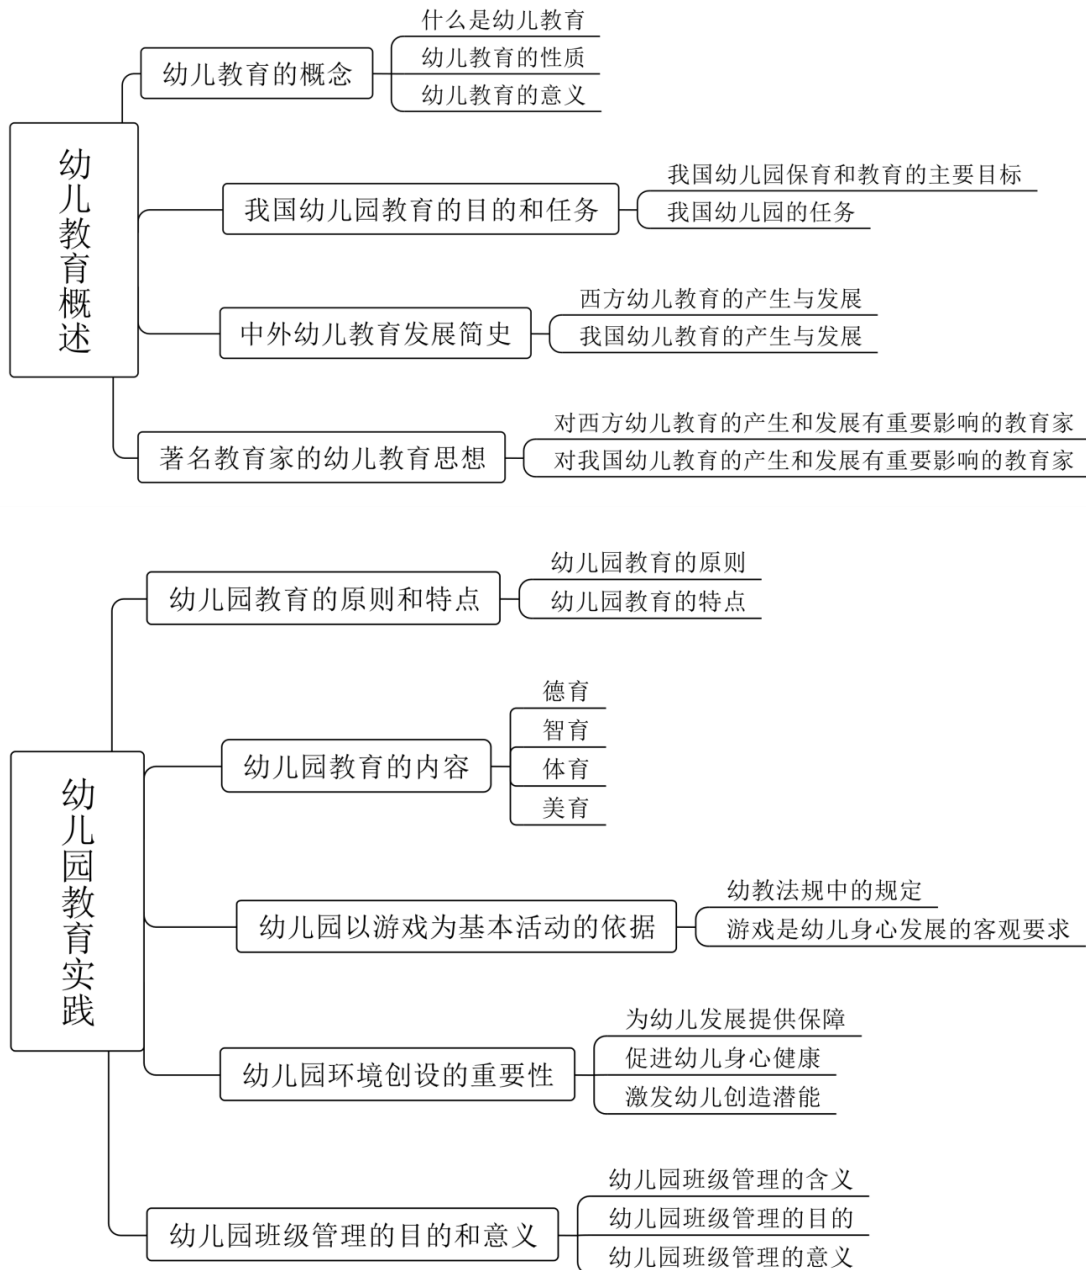 幼儿教育概述
幼儿教育的概念
什么是幼儿教育
幼儿教育的性质
幼儿教育的意义
我国幼儿园教育的目的和任务
我国幼儿园保育和教育的主要目标
我国幼儿园的任务
中外幼儿教育发展简史
西方幼儿教育的产生与发展
我国幼儿教育的产生与发展
著名教育家的幼儿教育思想
对西方幼儿教育的产生和发展有重要影响的教育家
对我国幼儿教育的产生和发展有重要影响的教育家
幼儿园教育实践
幼儿园教育的原则和特点
幼儿园教育的原则
幼儿园教育的特点
幼儿园教育的内容
德育
智育
体育
美育
幼儿园以游戏为基本活动的依据
幼教法规中的规定
游戏是幼儿身心发展的客观要求
幼儿园环境创设的重要性
为幼儿发展提供保障
促进幼儿身心健康
激发幼儿创造潜能
幼儿园班级管理的目的和意义
幼儿园班级管理的含义
幼儿园班级管理的目的
幼儿园班级管理的意义